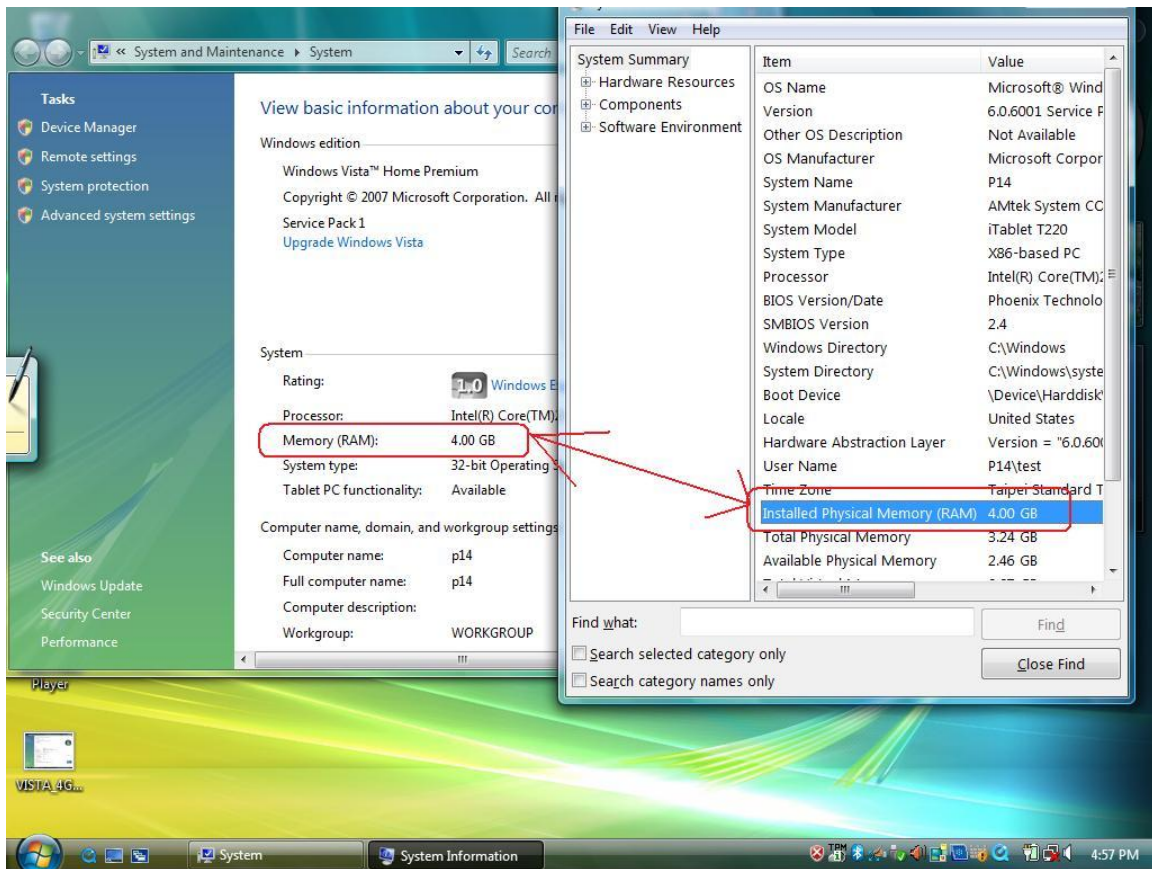 « System and Maintenance ▸ System
Search
Tasks
Device Manager
Remote settings
System protection
Advanced system settings
See also
Windows Update
Security Center
Performance
View basic information about your cor
Windows edition
Windows Vista™ Home Premium
Copyright © 2007 Microsoft Corporation. All
Service Pack 1
Upgrade Windows Vista
System
Rating:
1.0 Windows E
Processor: Intel(R) Core(TM)
Memory (RAM): 4.00 GB
System type: 32-bit Operating S
Tablet PC functionality: Available
Computer name, domain, and workgroup settings
Computer name: p14
Full computer name: p14
Computer description:
Workgroup: WORKGROUP
File Edit View Help
System Summary
Hardware Resources
Components
Software Environment
Item Value
OS Name Microsoft® Wind
Version 6.0.6001 Service P
Other OS Description Not Available
OS Manufacturer Microsoft Corpor
System Name P14
System Manufacturer AMtek System CO
System Model iTablet T220
System Type X86-based PC
Processor Intel(R) Core(TM)2
BIOS Version/Date Phoenix Technolo
SMBIOS Version 2.4
Windows Directory C:\Windows
System Directory C:\Windows\syste
Boot Device \Device\Harddisk
Locale United States
Hardware Abstraction Layer Version = "6.0.600
User Name P14\test
Time Zone Taipei Standard T
Installed Physical Memory (RAM) 4.00 GB
Total Physical Memory 3.24 GB
Available Physical Memory 2.46 GB
Find what:
Find
Search selected category only
Close Find
Search category names only
Player
VISTA_4G...
System
System Information
TPM
4:57 PM